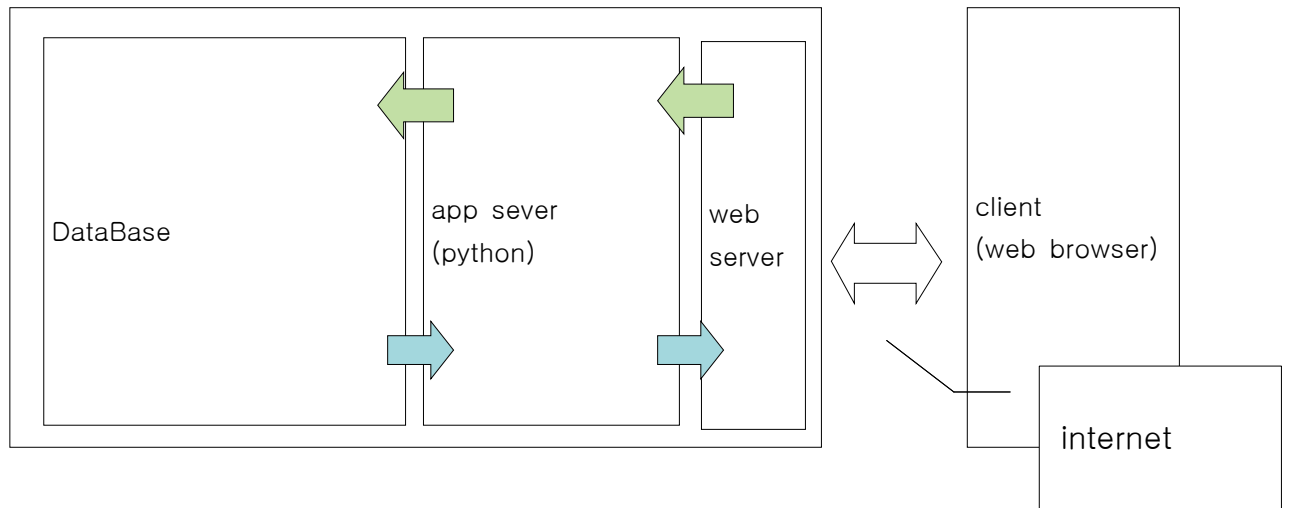 DataBase
app sever
(python)
web
server
client
(web browser)
internet